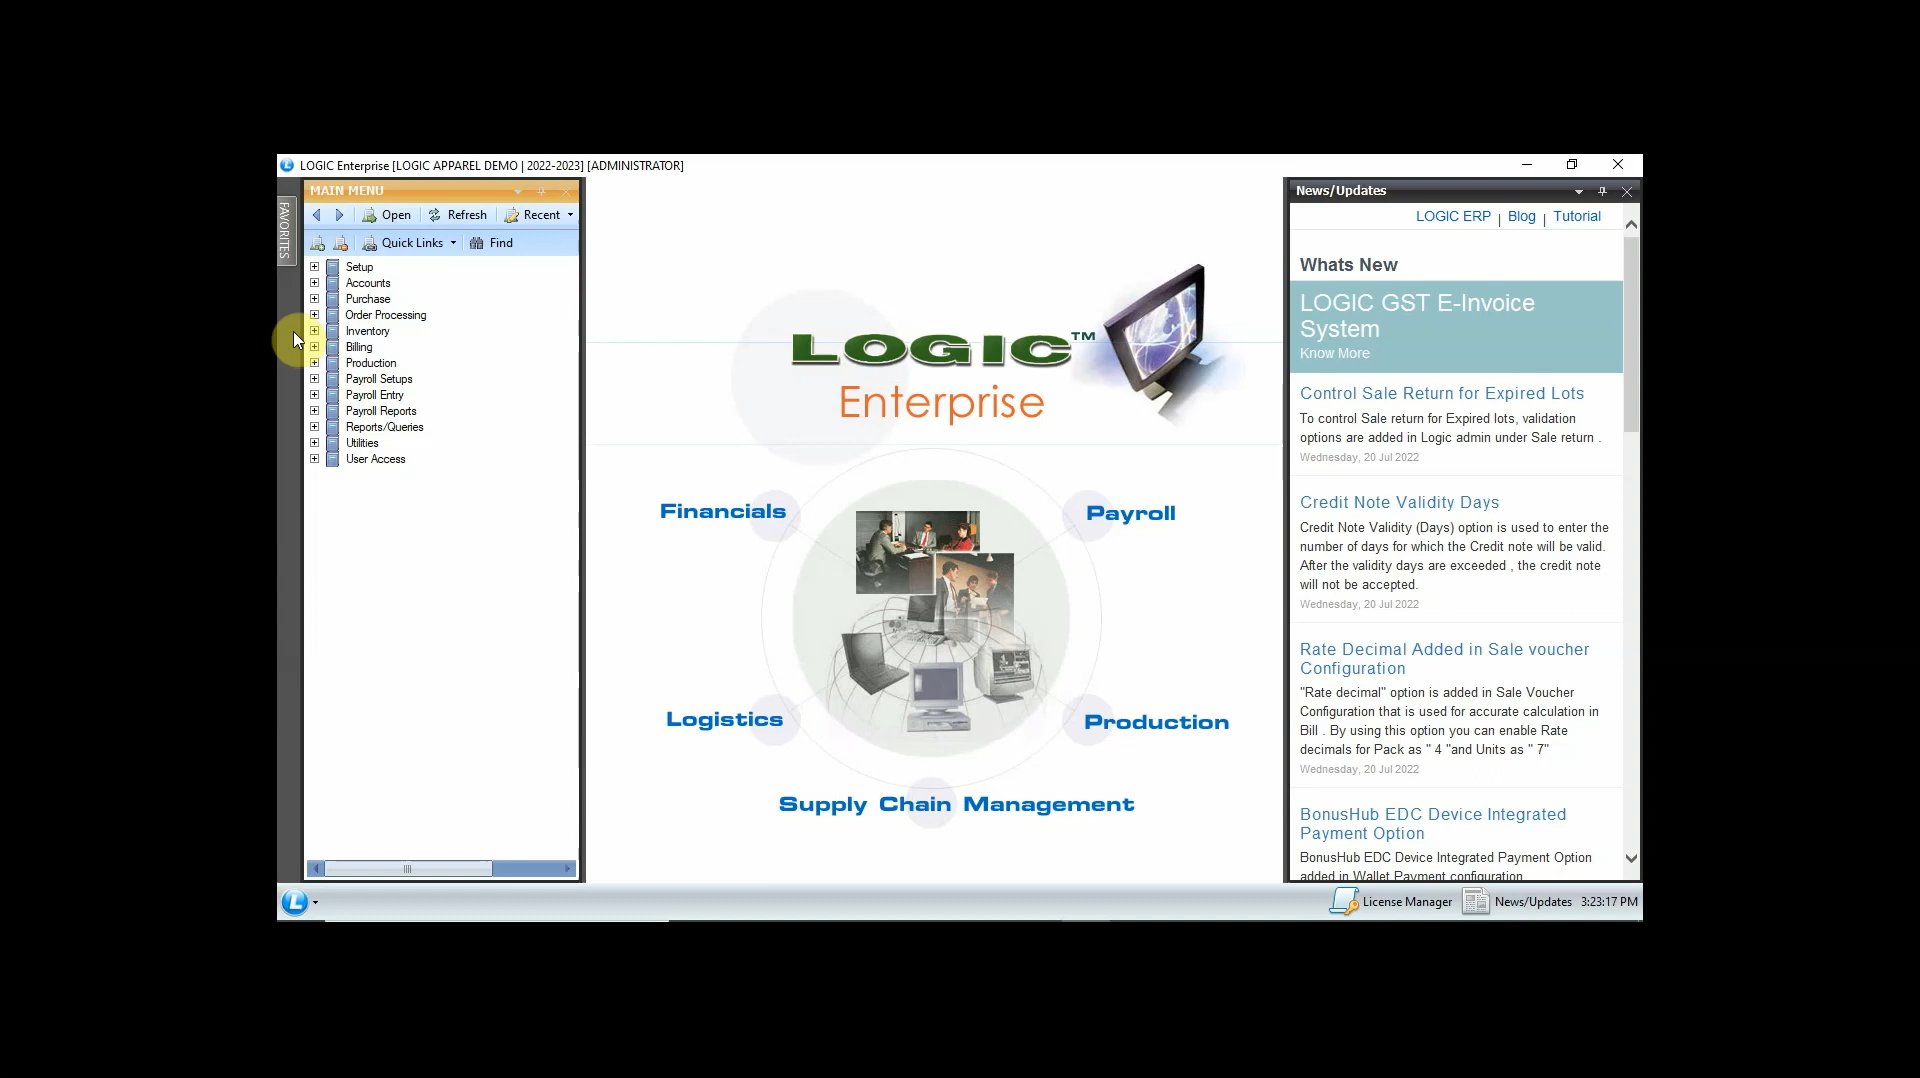 LOGIC Enterprise [LOGIC APPAREL DEMO | 2022-2023] [ADMINISTRATOR]
FAVORITES
MAIN MENU
Open Refresh Recent
Quick Links Find
Setup
Accounts
Purchase
Order Processing
Inventory
Billing
Production
Payroll Setups
Payroll Entry
Payroll Reports
Reports/Queries
Utilities
User Access
LOGIC™
Enterprise
Financials
Payroll
Logistics
Production
Supply Chain Management
News/Updates
LOGIC ERP | Blog | Tutorial
Whats New
LOGIC GST E-Invoice
System
Know More
Control Sale Return for Expired Lots
To control Sale return for Expired lots, validation
options are added in Logic admin under Sale return .
Wednesday, 20 Jul 2022
Credit Note Validity Days
Credit Note Validity (Days) option is used to enter the
number of days for which the Credit note will be valid.
After the validity days are exceeded , the credit note
will not be accepted.
Wednesday, 20 Jul 2022
Rate Decimal Added in Sale voucher
Configuration
"Rate decimal" option is added in Sale Voucher
Configuration that is used for accurate calculation in
Bill . By using this option you can enable Rate
decimals for Pack as " 4 "and Units as " 7"
Wednesday, 20 Jul 2022
BonusHub EDC Device Integrated
Payment Option
BonusHub EDC Device Integrated Payment Option
added in Wallet Payment configuration
L
License Manager News/Updates 3:23:17 PM